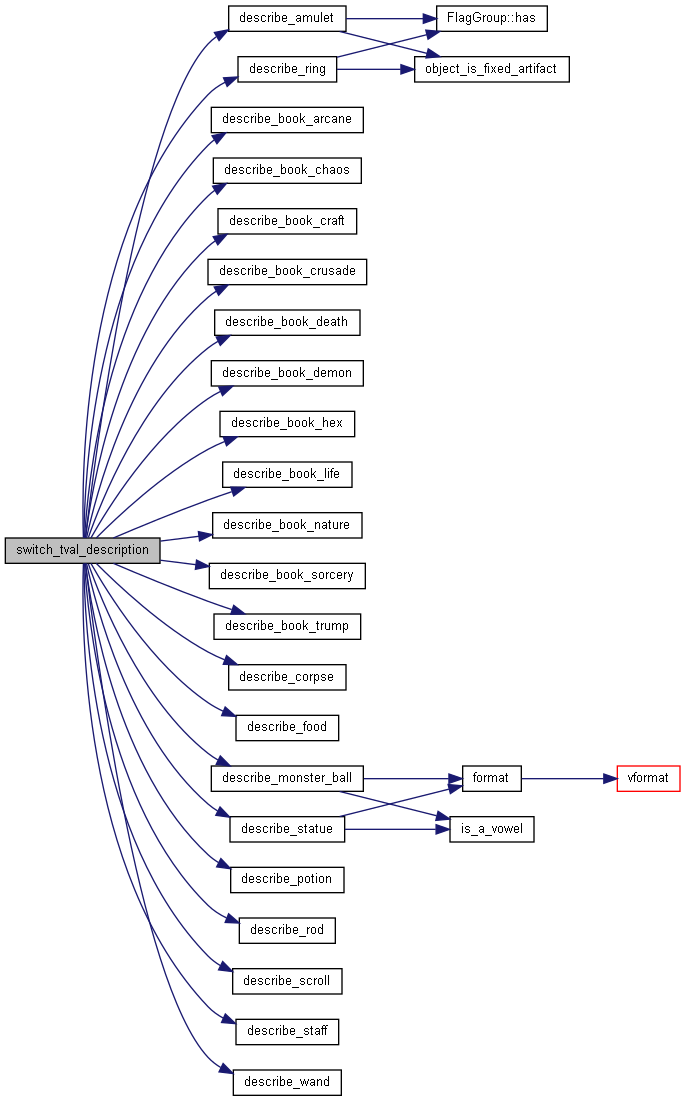 describe_amulet
FlagGroup::has
describe_ring
object_is_fixed_artifact
describe_book_arcane
describe_book_chaos
describe_book_craft
describe_book_crusade
describe_book_death
describe_book_demon
describe_book_hex
describe_book_life
describe_book_nature
switch_tval_description
describe_book_sorcery
describe_book_trump
describe_corpse
describe_food
describe_monster_ball
format
vformat
describe_statue
is_a_vowel
describe_potion
describe_rod
describe_scroll
describe_staff
describe_wand